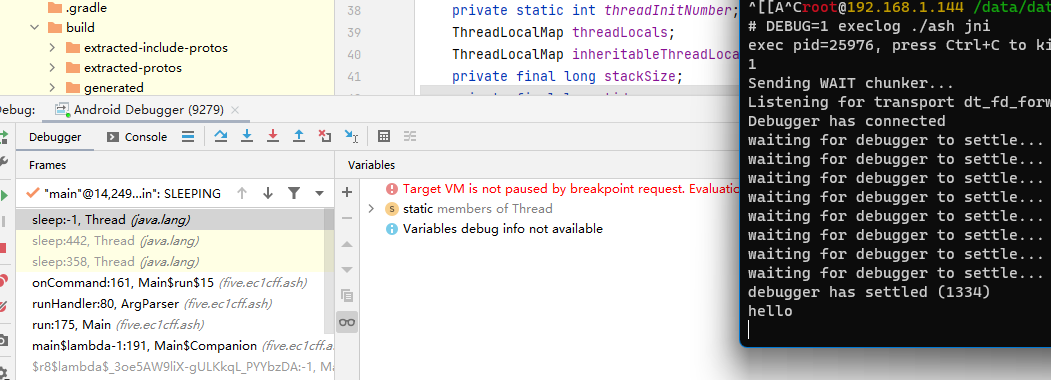 .gradle
build
extracted-include-protos
extracted-protos
generated
38 private static int threadInitNumber;
39 ThreadLocalMap threadLocals;
40 ThreadLocalMap inheritableThreadLoca
41 private final long stackSize;
ebug: Android Debugger (9279)
Debugger Console
Frames
"main"@14,249...in": SLEEPING
sleep:-1, Thread (java.lang)
sleep:442, Thread (java.lang)
sleep:358, Thread (java.lang)
onCommand:161, Main$run$15 (five.ec1cff.ash)
runHandler:80, ArgParser (five.ec1cff.ash)
run:175, Main (five.ec1cff.ash)
main$lambda-1:191, Main$Companion (five.ec1cff.ash)
$r8$lambda$_3oe5AW9liX-gULKkqL_PYYbzDA:-1, Ma
Variables
Target VM is not paused by breakpoint request. Evaluatio
static members of Thread
Variables debug info not available
^[[A^Croot@192.168.1.144 /data/dat
# DEBUG=1 execlog ./ash jni
exec pid=25976, press Ctrl+C to ki
1
Sending WAIT chunker...
Listening for transport dt_fd_forw
Debugger has connected
waiting for debugger to settle...
waiting for debugger to settle...
waiting for debugger to settle...
waiting for debugger to settle...
waiting for debugger to settle...
waiting for debugger to settle...
waiting for debugger to settle...
waiting for debugger to settle...
debugger has settled (1334)
hello